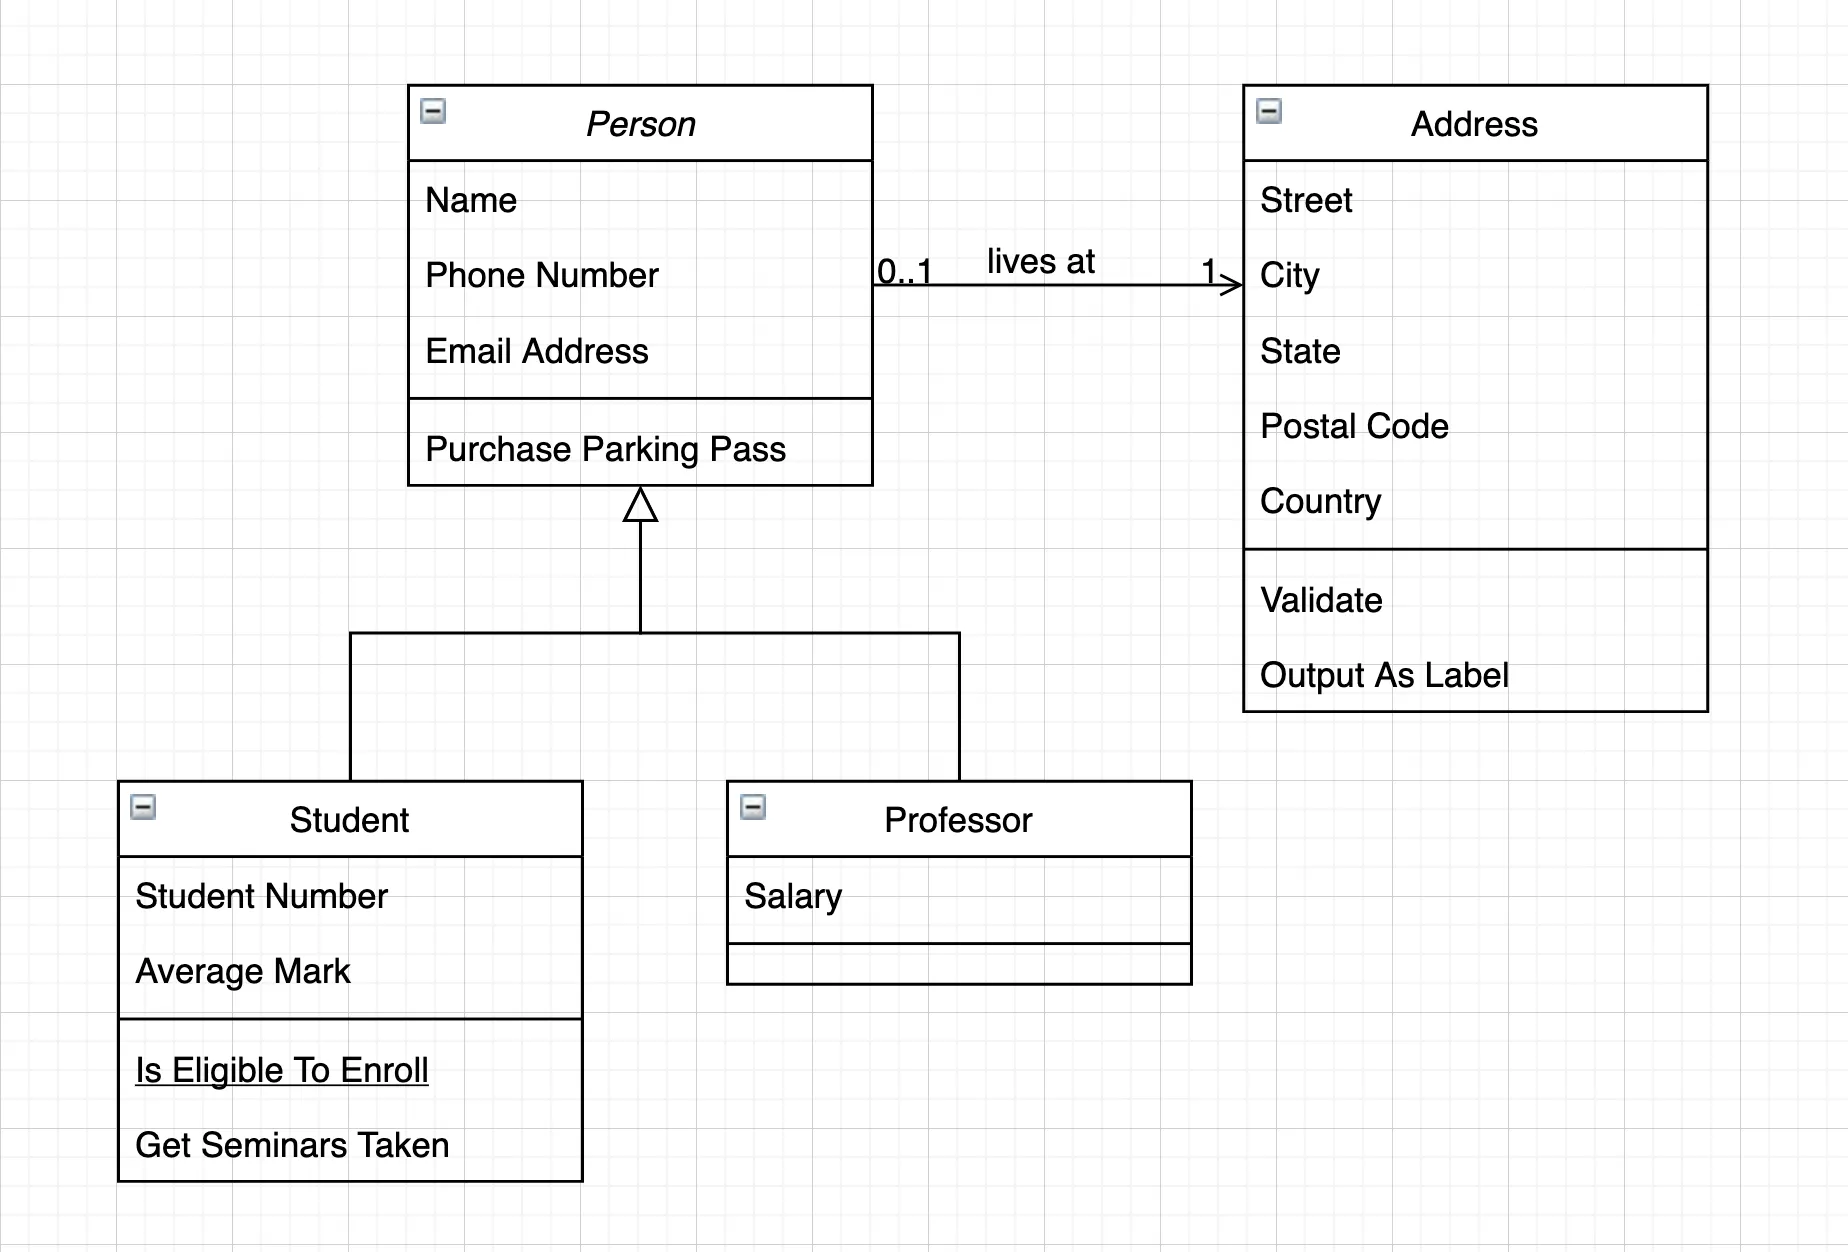 Person
Name
Phone Number
Email Address
Purchase Parking Pass
0..1
lives at
1
Address
Street
City
State
Postal Code
Country
Validate
Output As Label
Student
Student Number
Average Mark
Is Eligible To Enroll
Get Seminars Taken
Professor
Salary